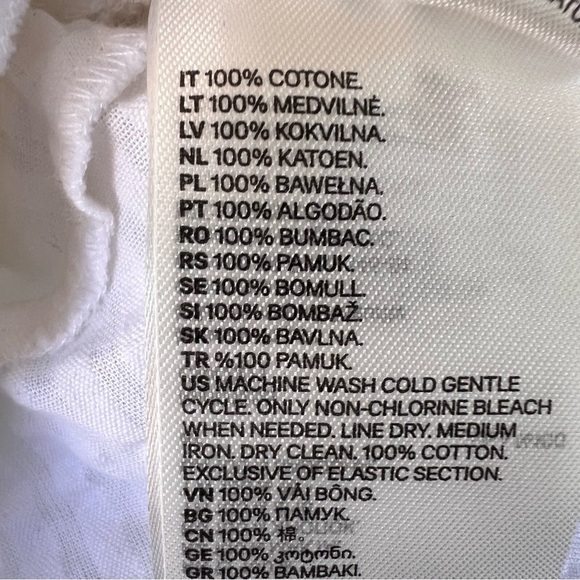 IT 100% COTONE.
LT 100% MEDVILNĖ.
LV 100% KOKVILNA.
NL 100% KATOEN.
PL 100% BAWEŁNA.
PT 100% ALGODÃO.
RO 100% BUMBAC.
RS 100% PAMUK.
SE 100% BOMULL.
SI 100% BOMBAŽ.
SK 100% BAVLNA.
TR %100 PAMUK.
US MACHINE WASH COLD GENTLE
CYCLE. ONLY NON-CHLORINE BLEACH
WHEN NEEDED. LINE DRY. MEDIUM
IRON. DRY CLEAN. 100% COTTON.
EXCLUSIVE OF ELASTIC SECTION.
VN 100% VẢI BÔNG.
BG 100% ПАМУК.
CN 100% 棉。
GE 100% კოტონი.
GR 100% ΒΑΜΒΑΚΙ.